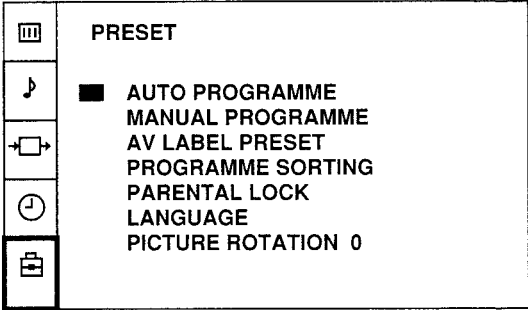 PRESET
AUTO PROGRAMME
MANUAL PROGRAMME
AV LABEL PRESET
PROGRAMME SORTING
PARENTAL LOCK
LANGUAGE
PICTURE ROTATION 0